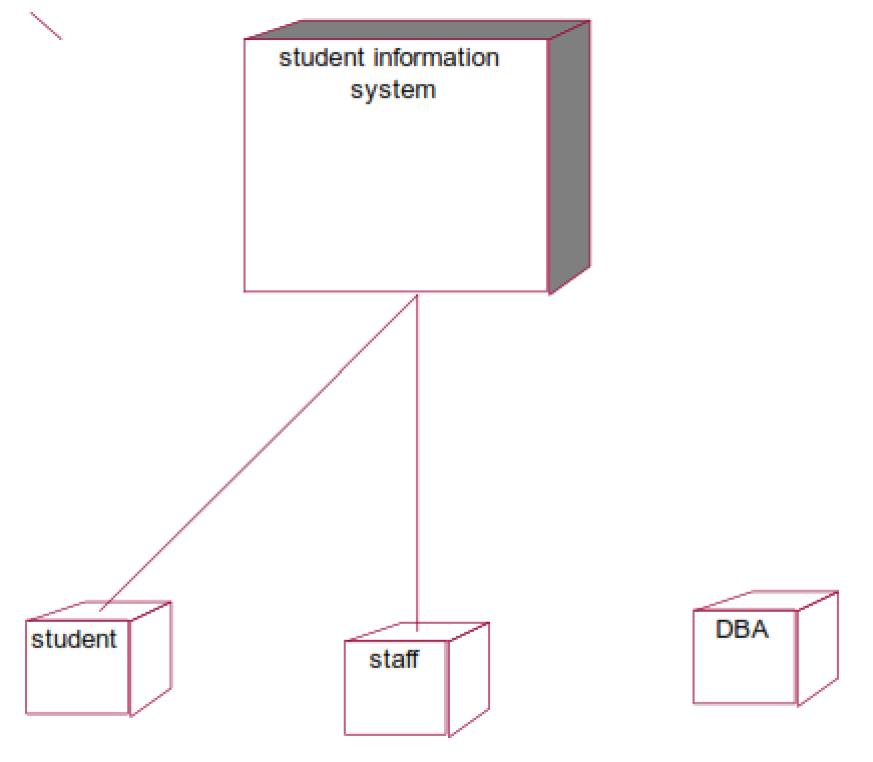 student information
system
student
staff
DBA